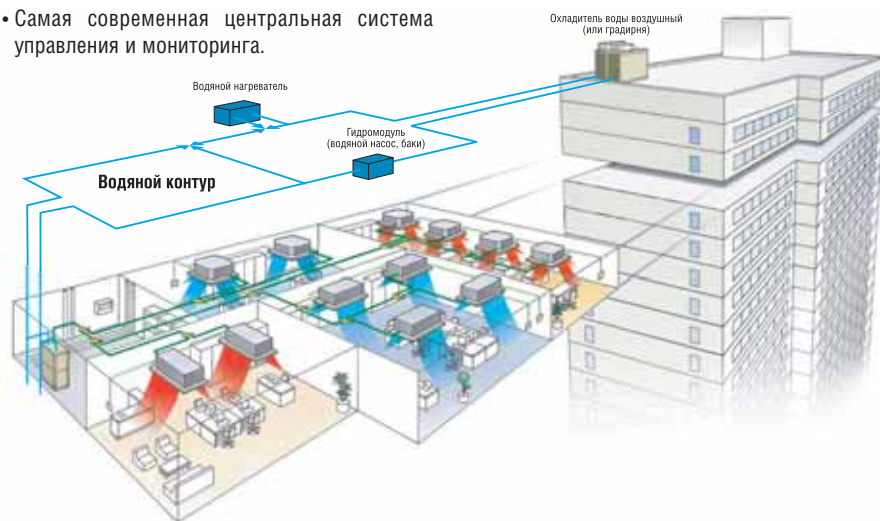 • Самая современная центральная система
управления и мониторинга.
Охладитель воды воздушный
(или градирня)
Водяной нагреватель
Гидромодуль
(водяной насос, баки)
Водяной контур